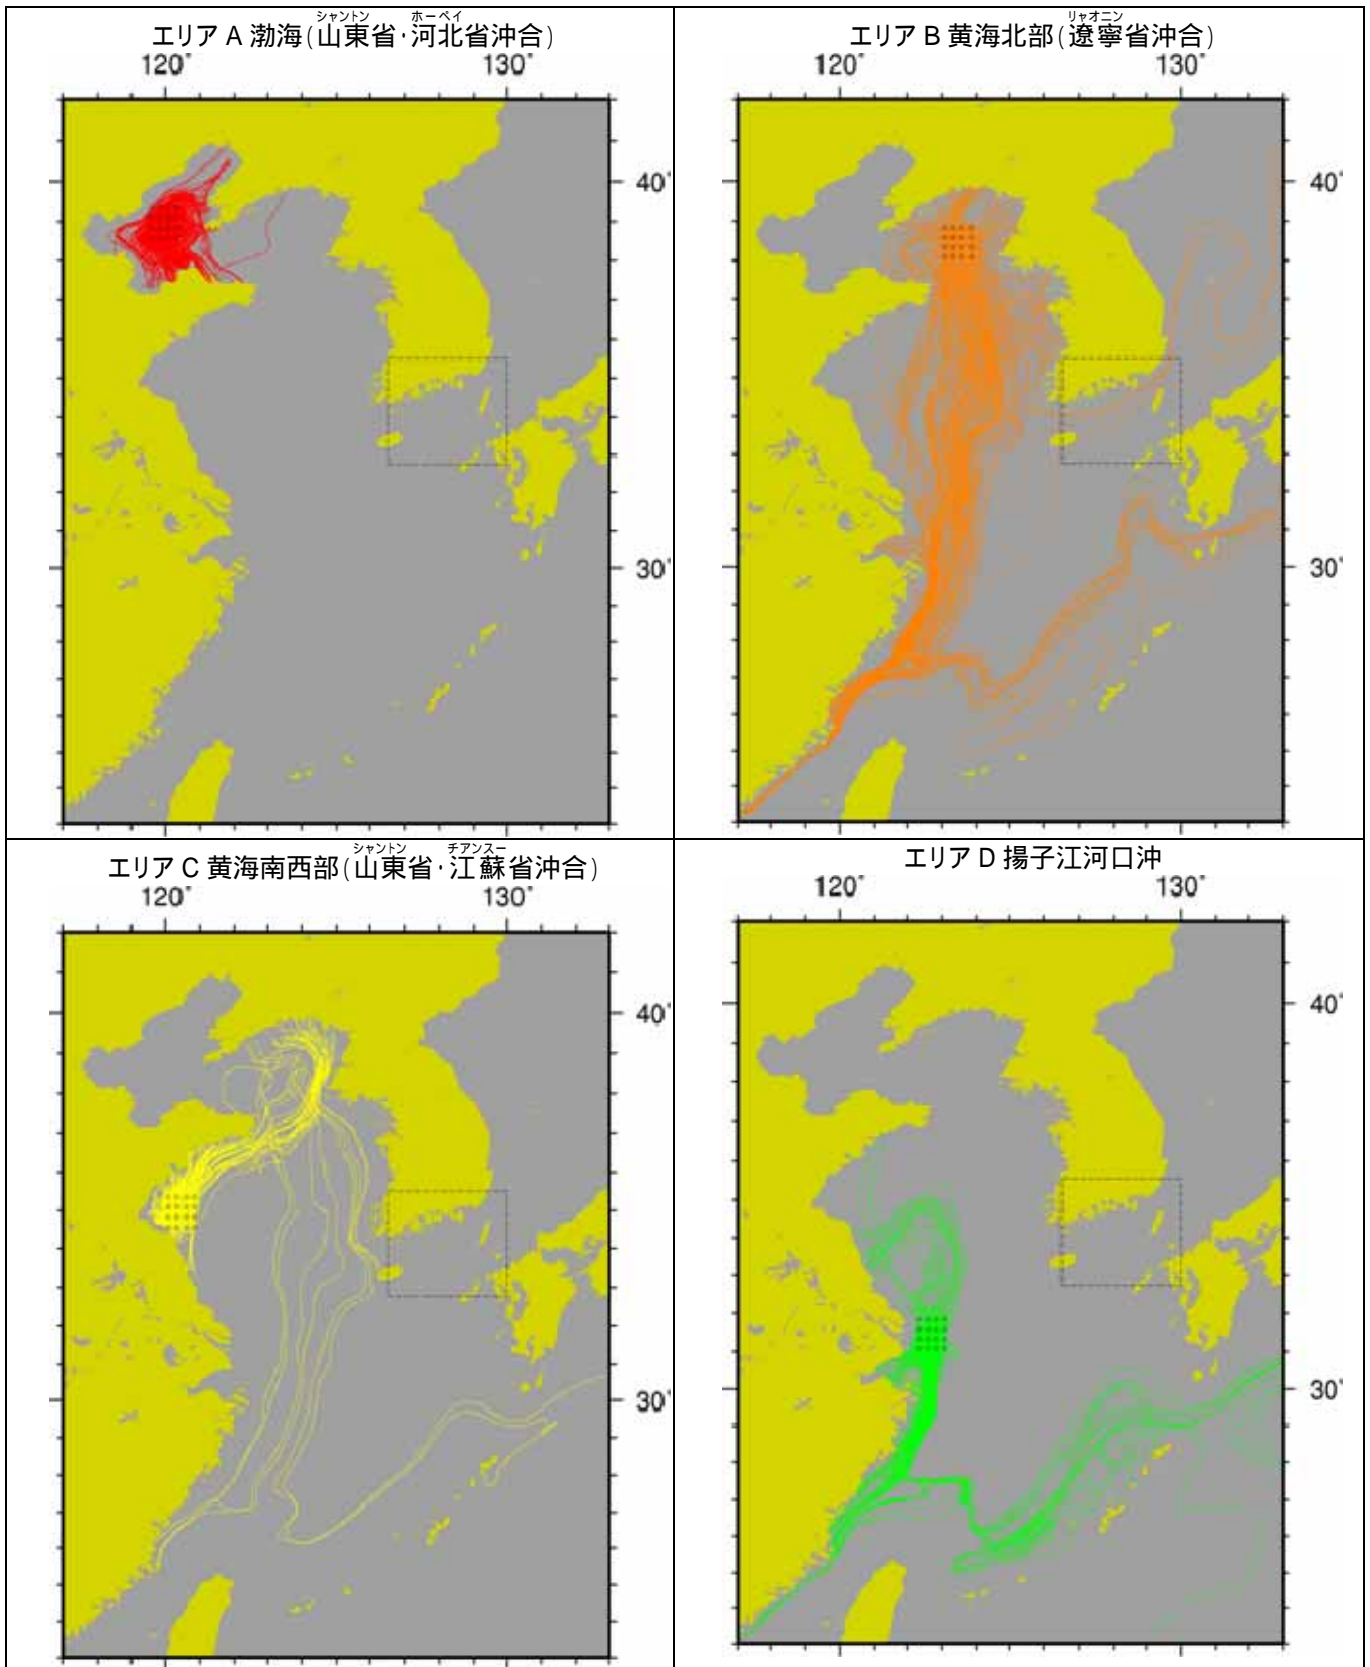 シャントン ホーペイ
エリア A 渤海(山東省・河北省沖合)
120° 130°
40°
30°
リャオニン
エリア B 黄海北部(遼寧省沖合)
120° 130°
40°
30°
シャントン チアンスー
エリア C 黄海南西部(山東省・江蘇省沖合)
120° 130°
40°
30°
エリア D 揚子江河口沖
120° 130°
40°
30°